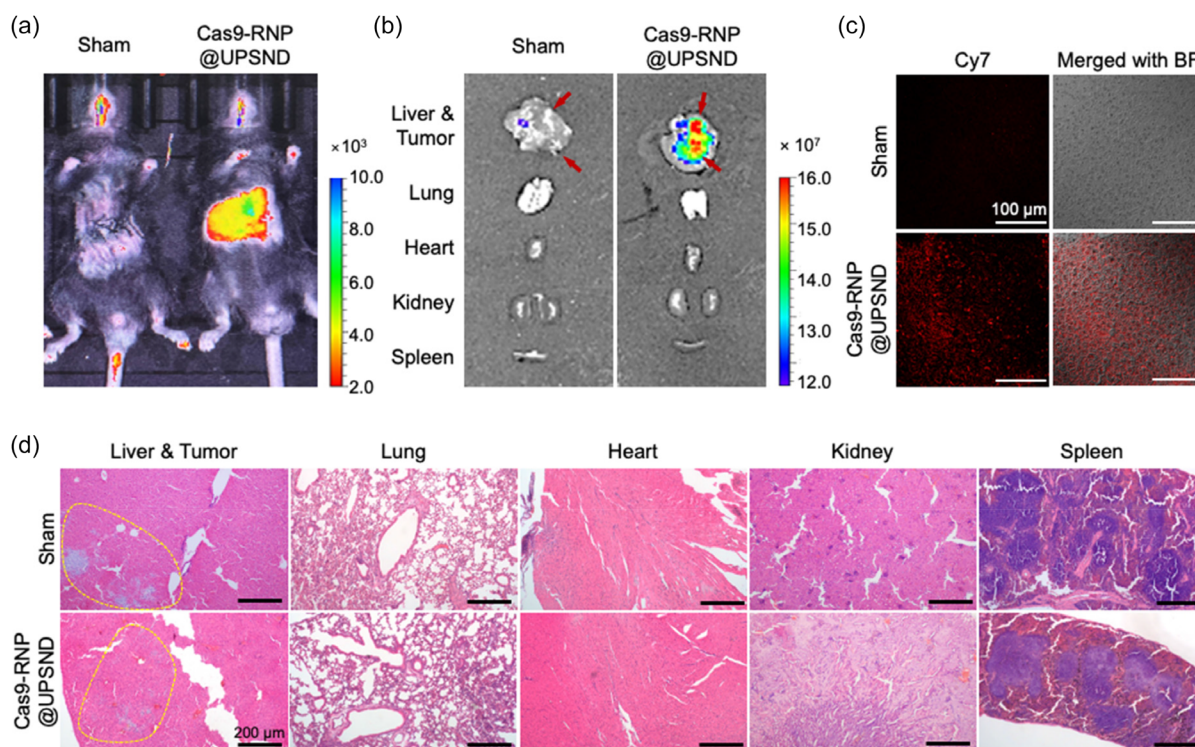 (a)
Sham
Cas9-RNP
@UPSND
× 10³
10.0
8.0
6.0
4.0
2.0
(b)
Sham
Cas9-RNP
@UPSND
Liver &
Tumor
Lung
Heart
Kidney
Spleen
× 10⁷
16.0
15.0
14.0
13.0
12.0
(c)
Cy7
Merged with BF
Sham
100 µm
Cas9-RNP
@UPSND
(d)
Liver & Tumor
Lung
Heart
Kidney
Spleen
Sham
Cas9-RNP
@UPSND
200 µm